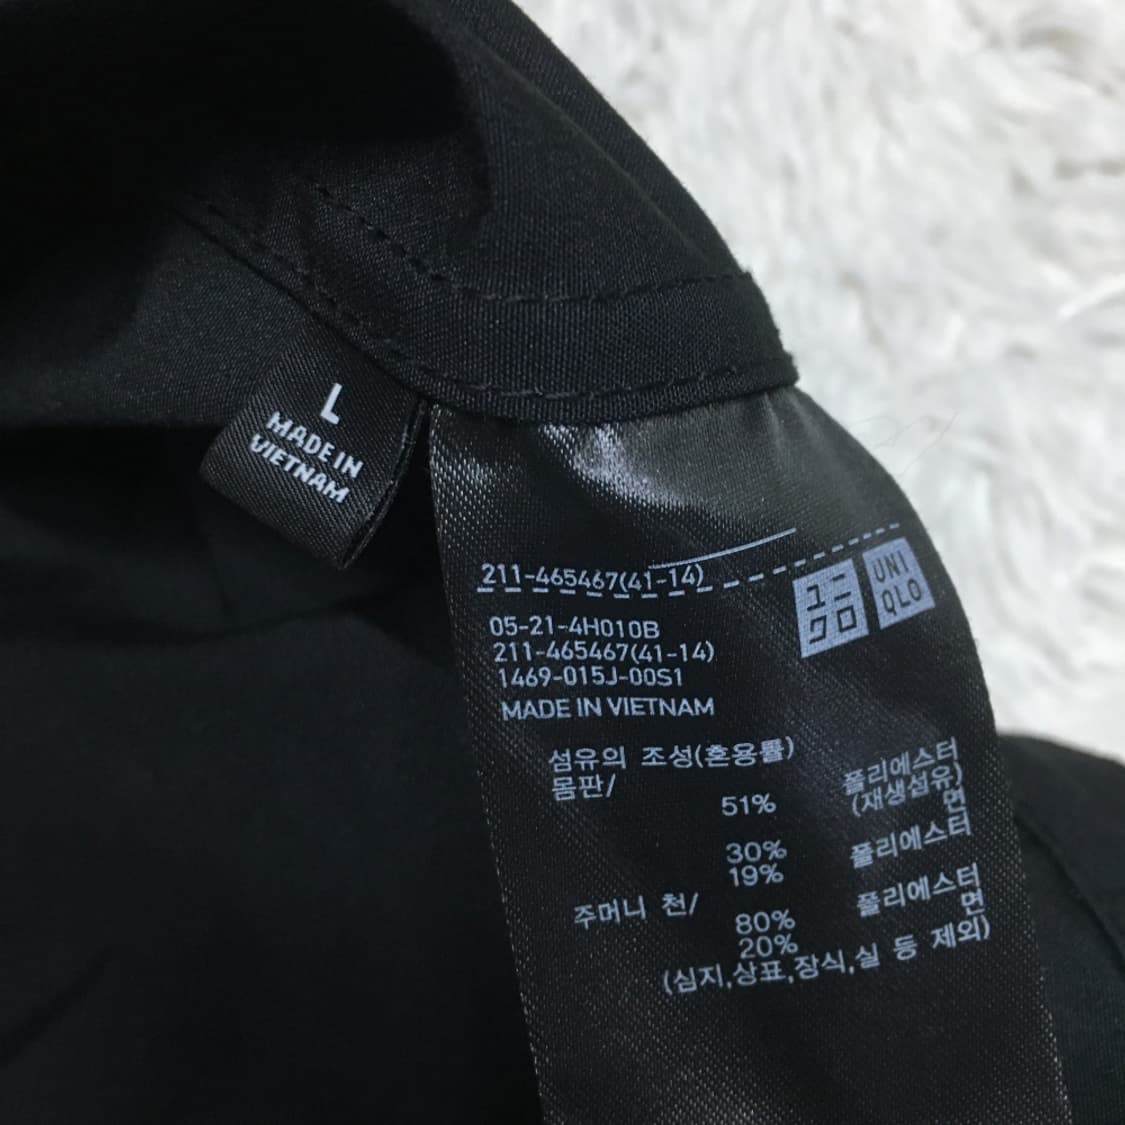 L
MADE IN
VIETNAM
211-465467(41-14)
ユニ
クロ
UNI
QLO
05-21-4H010B
211-465467(41-14)
1469-015J-00S1
MADE IN VIETNAM
섬유의 조성(혼용률)
몸판/
51% 폴리에스터
(재생섬유)
30% 면
19% 폴리에스터
주머니 천/
80% 폴리에스터
20% 면
(심지,상표,장식,실 등 제외)